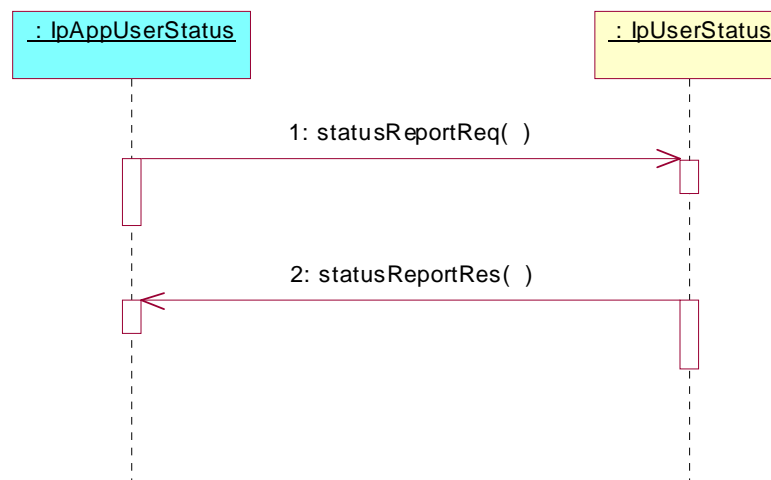 : IpAppUserStatus
: IpUserStatus
1: statusReportReq( )
2: statusReportRes( )